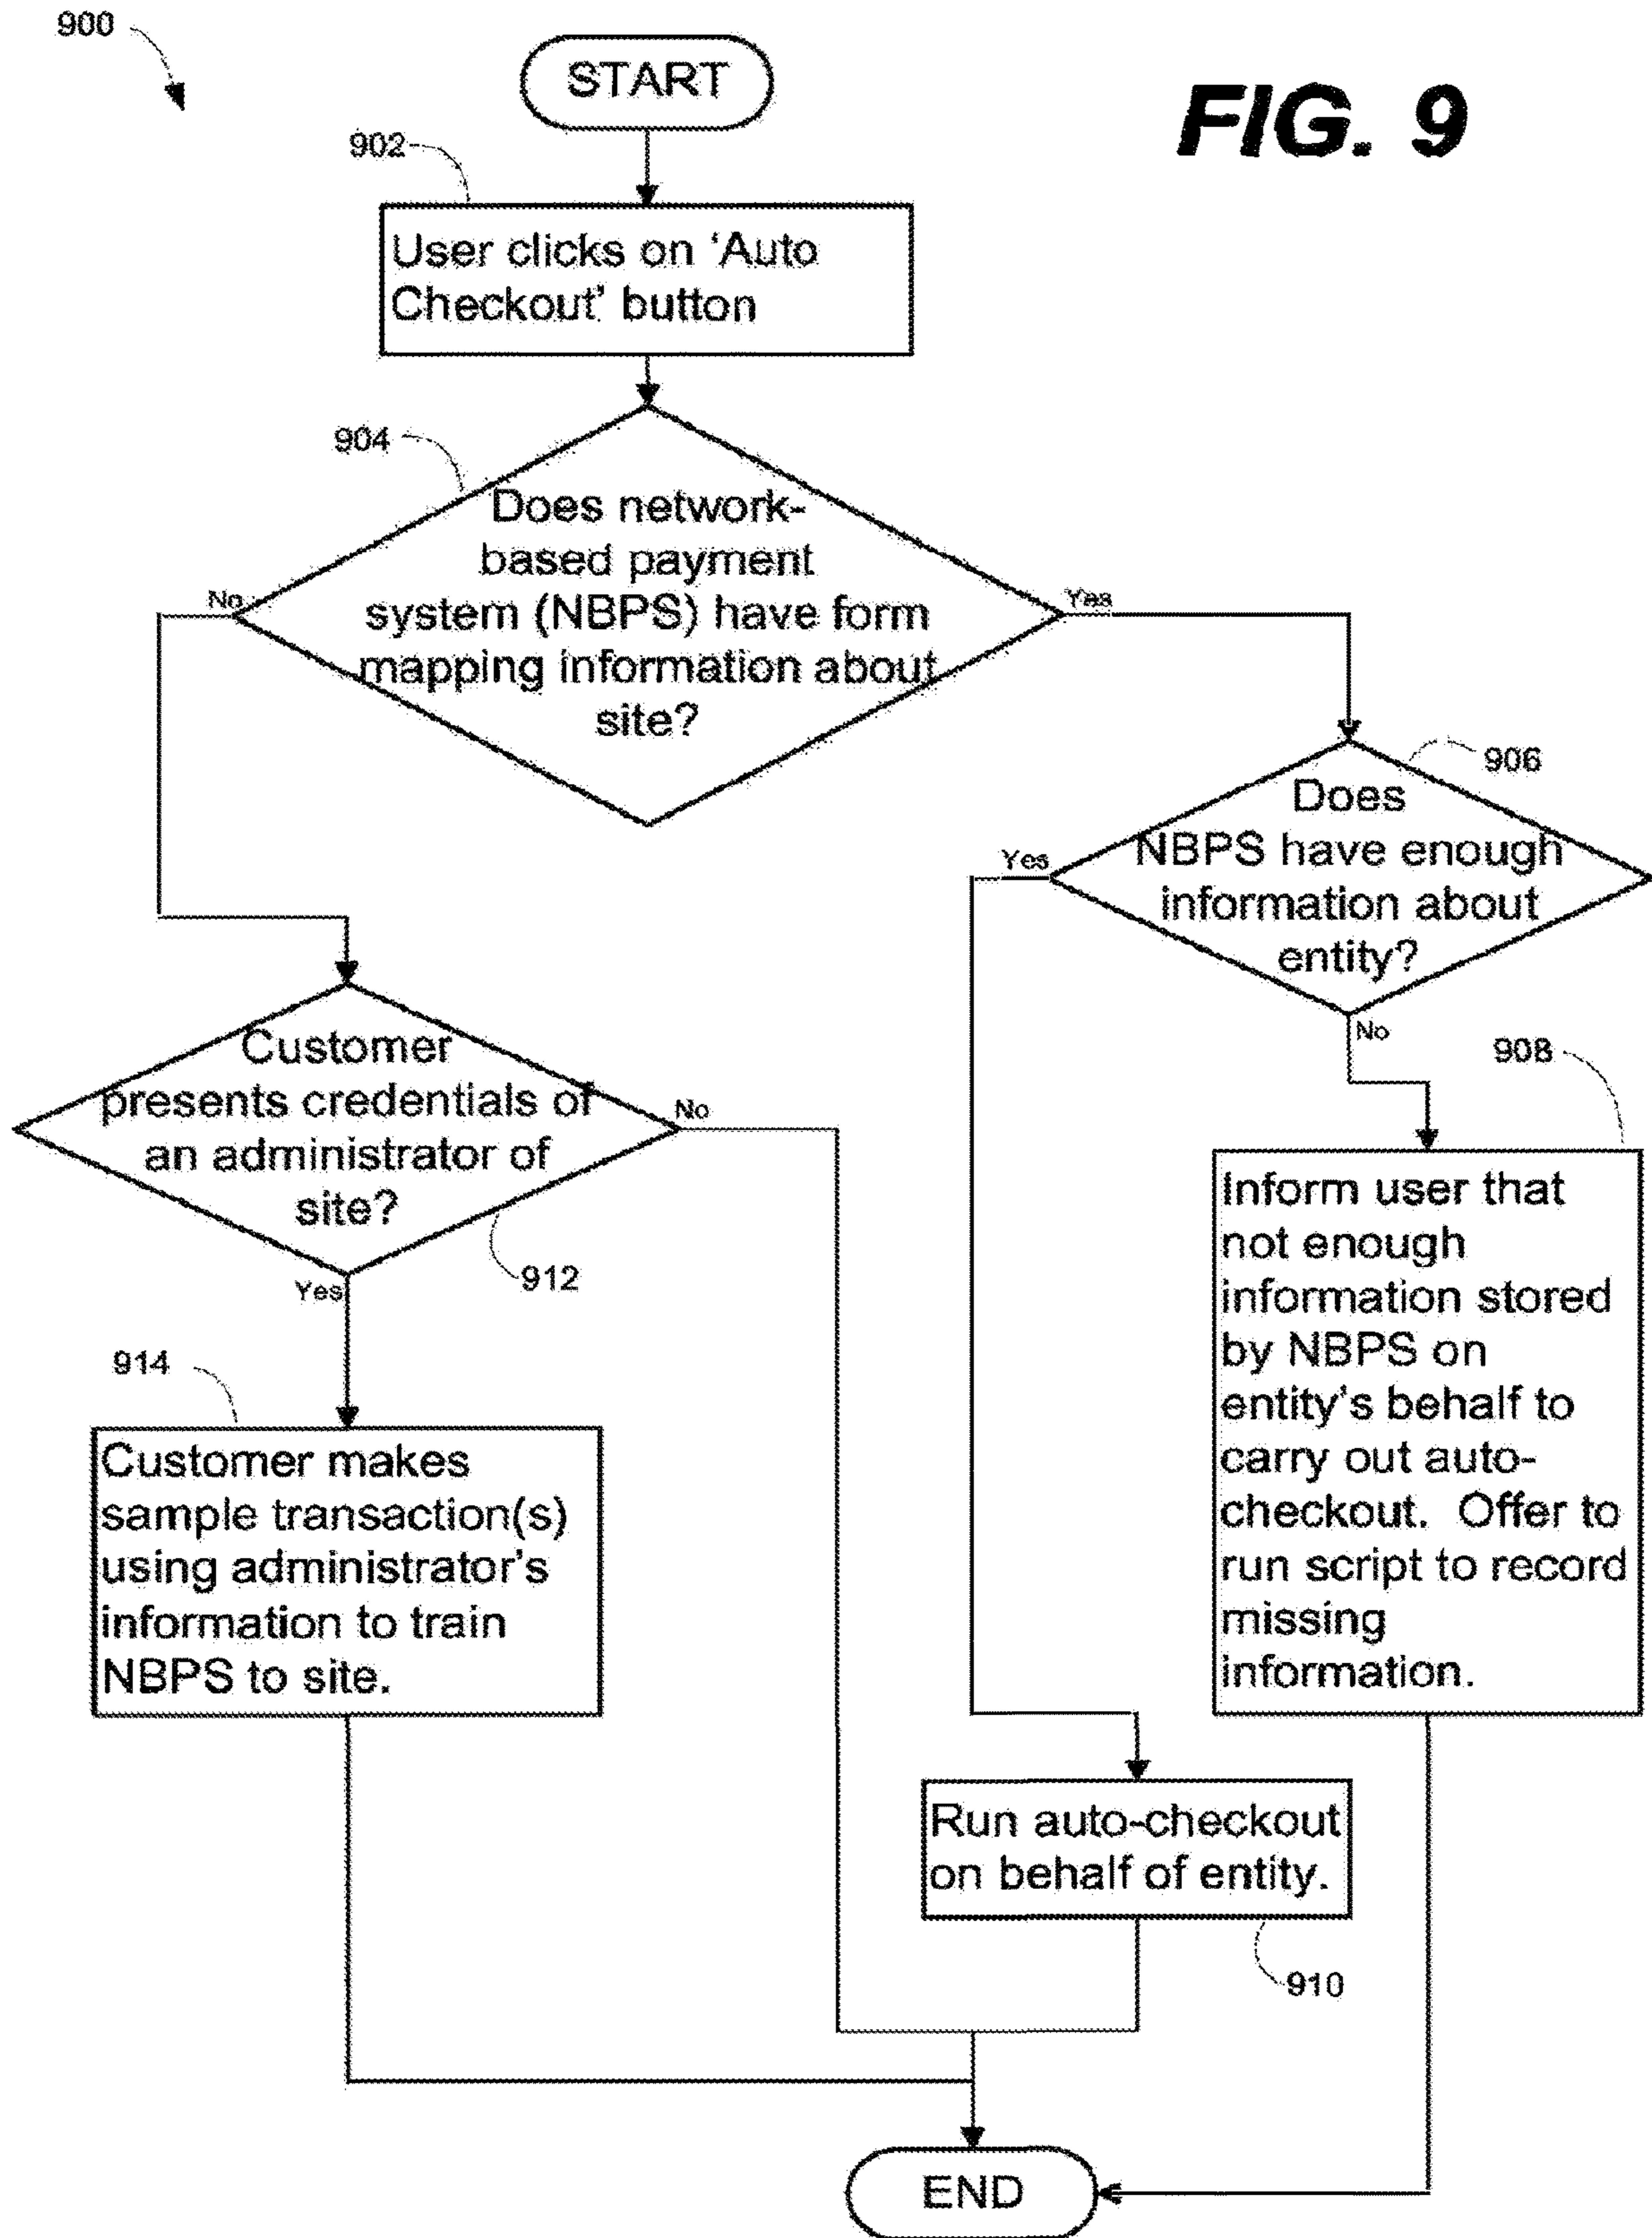 900
START
FIG. 9
902
User clicks on ‘Auto
Checkout’ button
904
Does network-
based payment
system (NBPS) have form
mapping information about
site?
No
Yes
906
Does
NBPS have enough
information about
entity?
Yes
No
908
Inform user that
not enough
information stored
by NBPS on
entity’s behalf to
carry out auto-
checkout. Offer to
run script to record
missing
information.
Customer
presents credentials of
an administrator of
site?
No
Yes
912
914
Customer makes
sample transaction(s)
using administrator’s
information to train
NBPS to site.
Run auto-checkout
on behalf of entity.
910
END